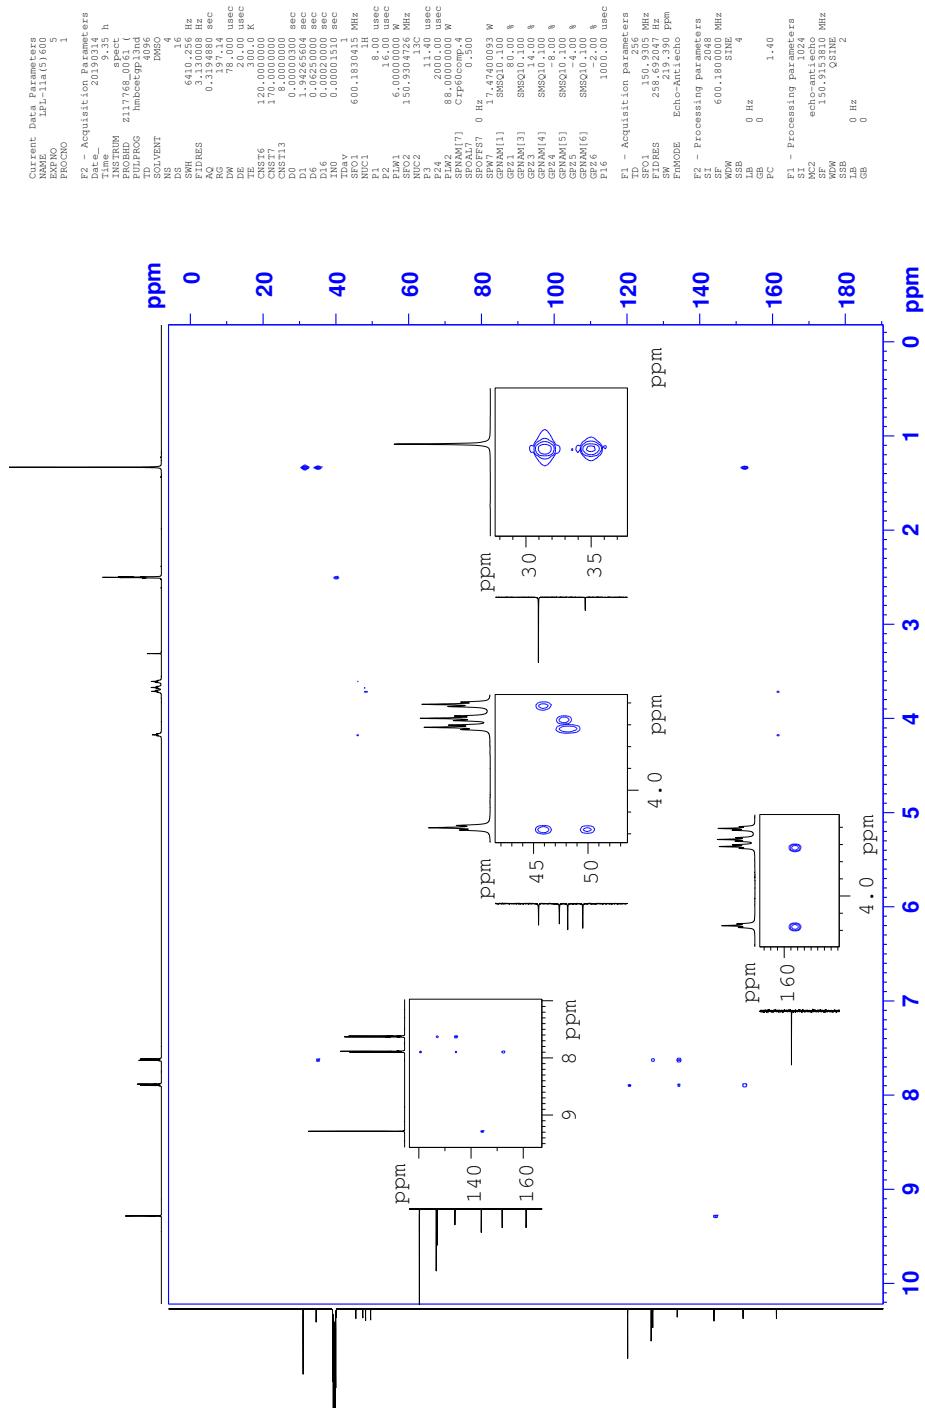 Current Data Parameters
NAME
EXPNO 5
PROCNO 1
F2 - Acquisition Parameters
Date_ 20190314
Time 9.35 h
INSTRUM spect
PROBHD Z117768_0061 (
PULPROG hmbcetgpl3nd
TD 4096
SOLVENT DMSO
NS 4
DS 16
SWH 6410.256 Hz
FIDRES 3.130008 Hz
AQ 0.3194880 sec
RG 197.14
DW 78.000 usec
DE 20.00 usec
TE 300.0 K
CNST6 120.0000000
CNST7 170.0000000
CNST13 8.0000000
D0 0.00000300 sec
D1 1.94265604 sec
D6 0.06250000 sec
D16 0.00020000 sec
IN0 0.00001510 sec
TDav 1
SFO1 600.1830415 MHz
NUC1 1H
P1 8.00 usec
P2 16.00 usec
PLW1 6.00000000 W
SFO2 150.9304726 MHz
NUC2 13C
P3 11.40 usec
P24 2000.00 usec
PLW2 88.00000000 W
SPNAM[7] Crp60comp.4
SPOAL7 0.500
SPOFFS7 0 Hz
SPW7 17.47400093 W
GPNAM[1] SMSQ10.100
GPZ1 80.00 %
GPNAM[3] SMSQ10.100
GPZ3 14.00 %
GPNAM[4] SMSQ10.100
GPZ4 -8.00 %
GPNAM[5] SMSQ10.100
GPZ5 -4.00 %
GPNAM[6] SMSQ10.100
GPZ6 -2.00 %
P16 1000.00 usec
F1 - Acquisition parameters
TD 256
SFO1 150.9305 MHz
FIDRES 258.692047 Hz
SW 219.390 ppm
FnMODE Echo-Antiecho
F2 - Processing parameters
SI 2048
SF 600.1800000 MHz
WDW SINE
SSB 4
LB 0 Hz
GB 0
PC 1.40
F1 - Processing parameters
SI 1024
MC2 echo-antiecho
SF 150.9153810 MHz
WDW QSINE
SSB 2
LB 0 Hz
GB 0
ppm
0
20
40
60
80
100
120
140
160
180
ppm
10
9
8
7
6
5
4
3
2
1
0
ppm
140
160
9
8
ppm
ppm
45
50
4.0
ppm
ppm
30
35
ppm
ppm
160
4.0
ppm